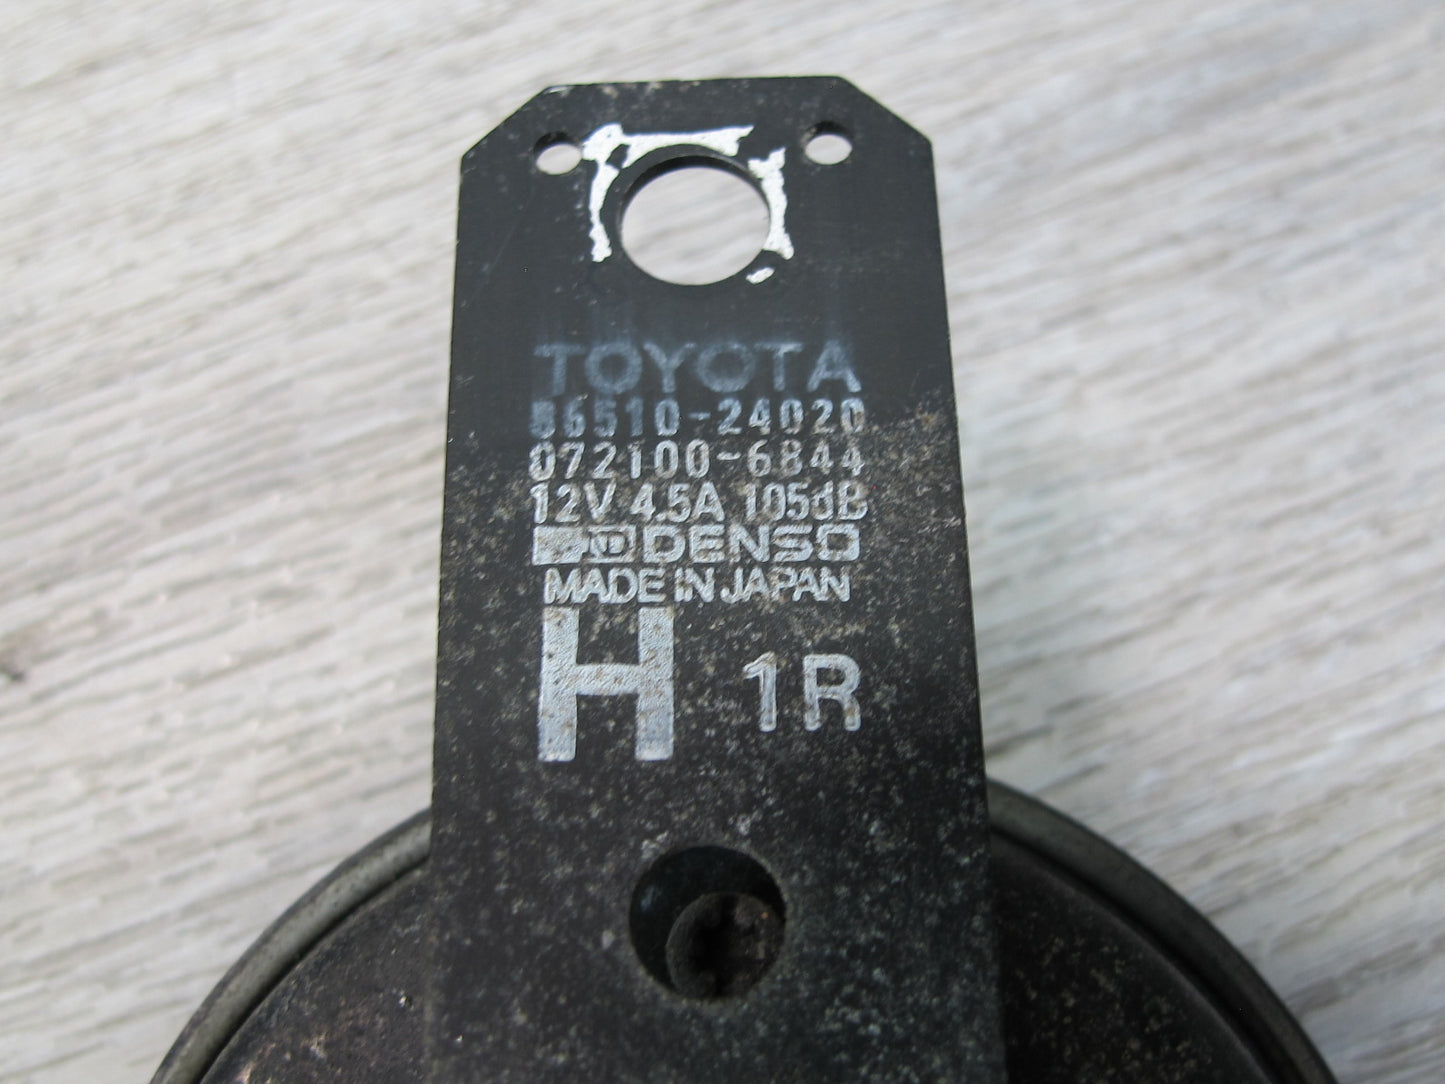 TOYOTA
86510-24020
072100-6844
12V 4.5A 105dB
DENSO
MADE IN JAPAN
H 1R